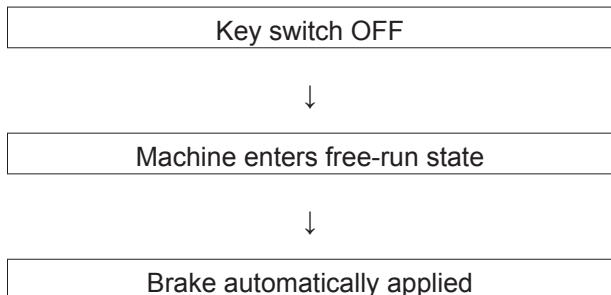 Key switch OFF
↓
Machine enters free-run state
↓
Brake automatically applied